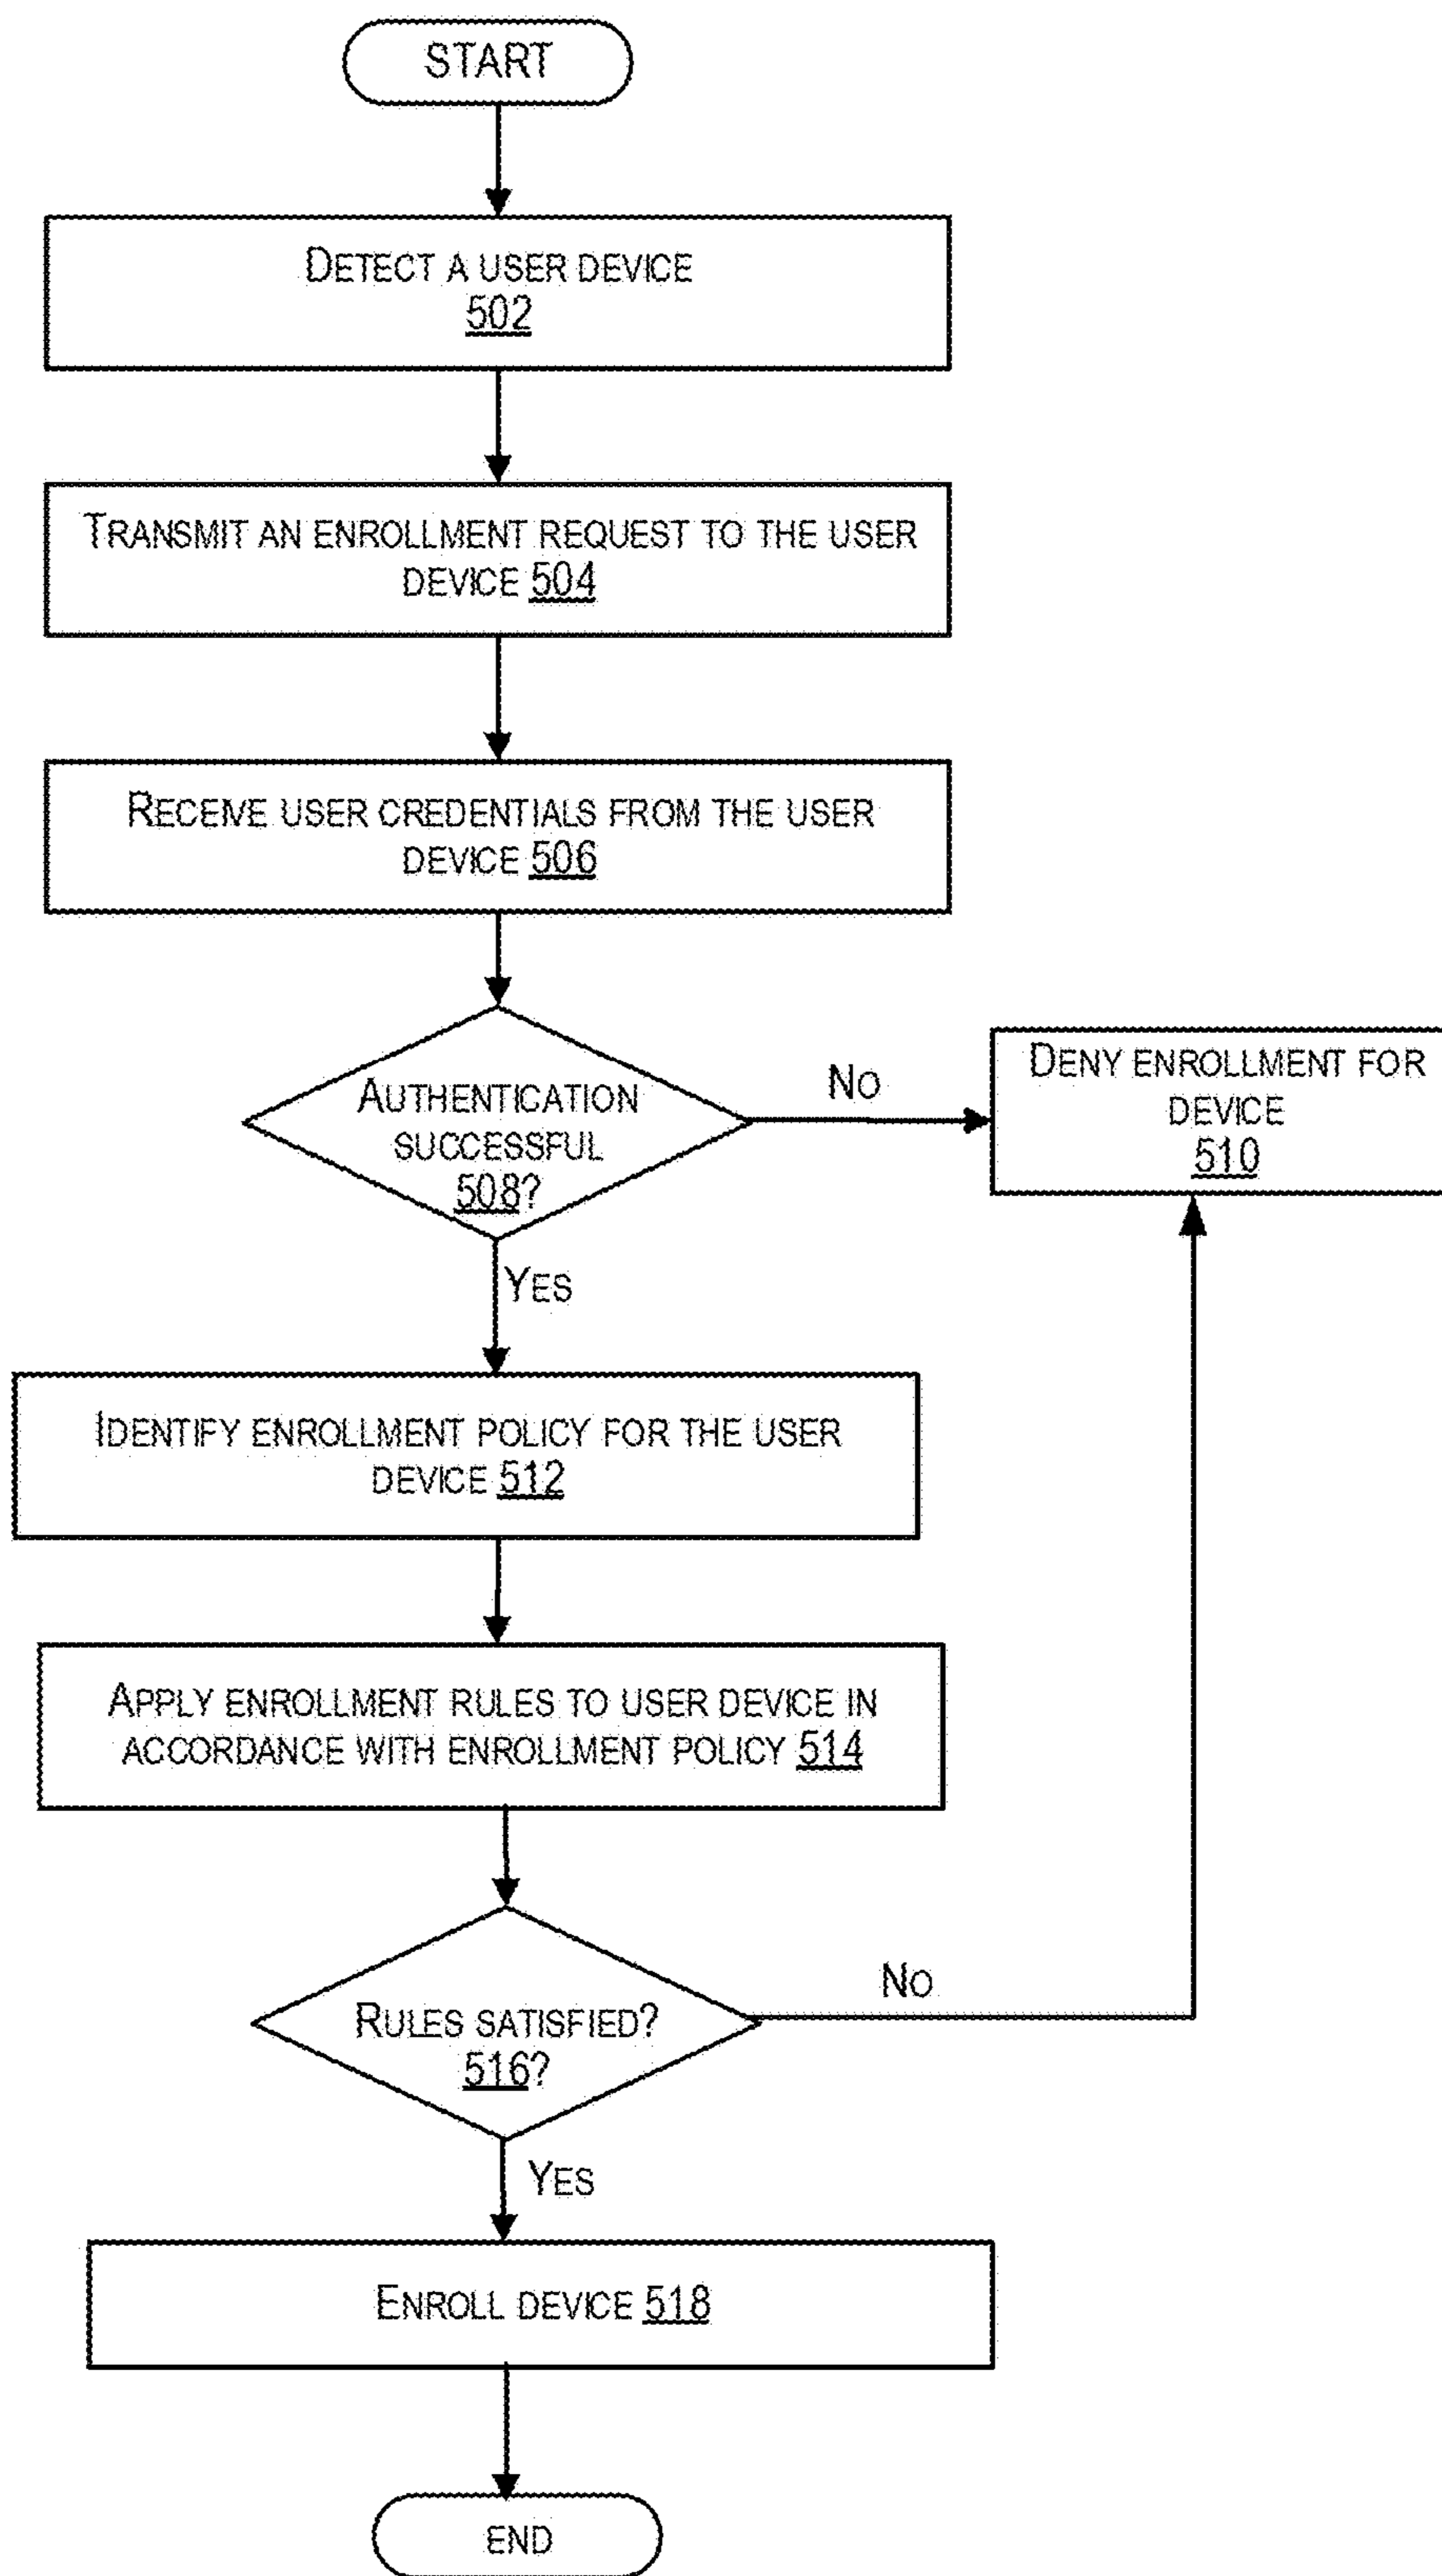 START
DETECT A USER DEVICE
502
TRANSMIT AN ENROLLMENT REQUEST TO THE USER
DEVICE 504
RECEIVE USER CREDENTIALS FROM THE USER
DEVICE 506
AUTHENTICATION
SUCCESSFUL
508?
NO
DENY ENROLLMENT FOR
DEVICE
510
YES
IDENTIFY ENROLLMENT POLICY FOR THE USER
DEVICE 512
APPLY ENROLLMENT RULES TO USER DEVICE IN
ACCORDANCE WITH ENROLLMENT POLICY 514
RULES SATISFIED?
516?
NO
YES
ENROLL DEVICE 518
END